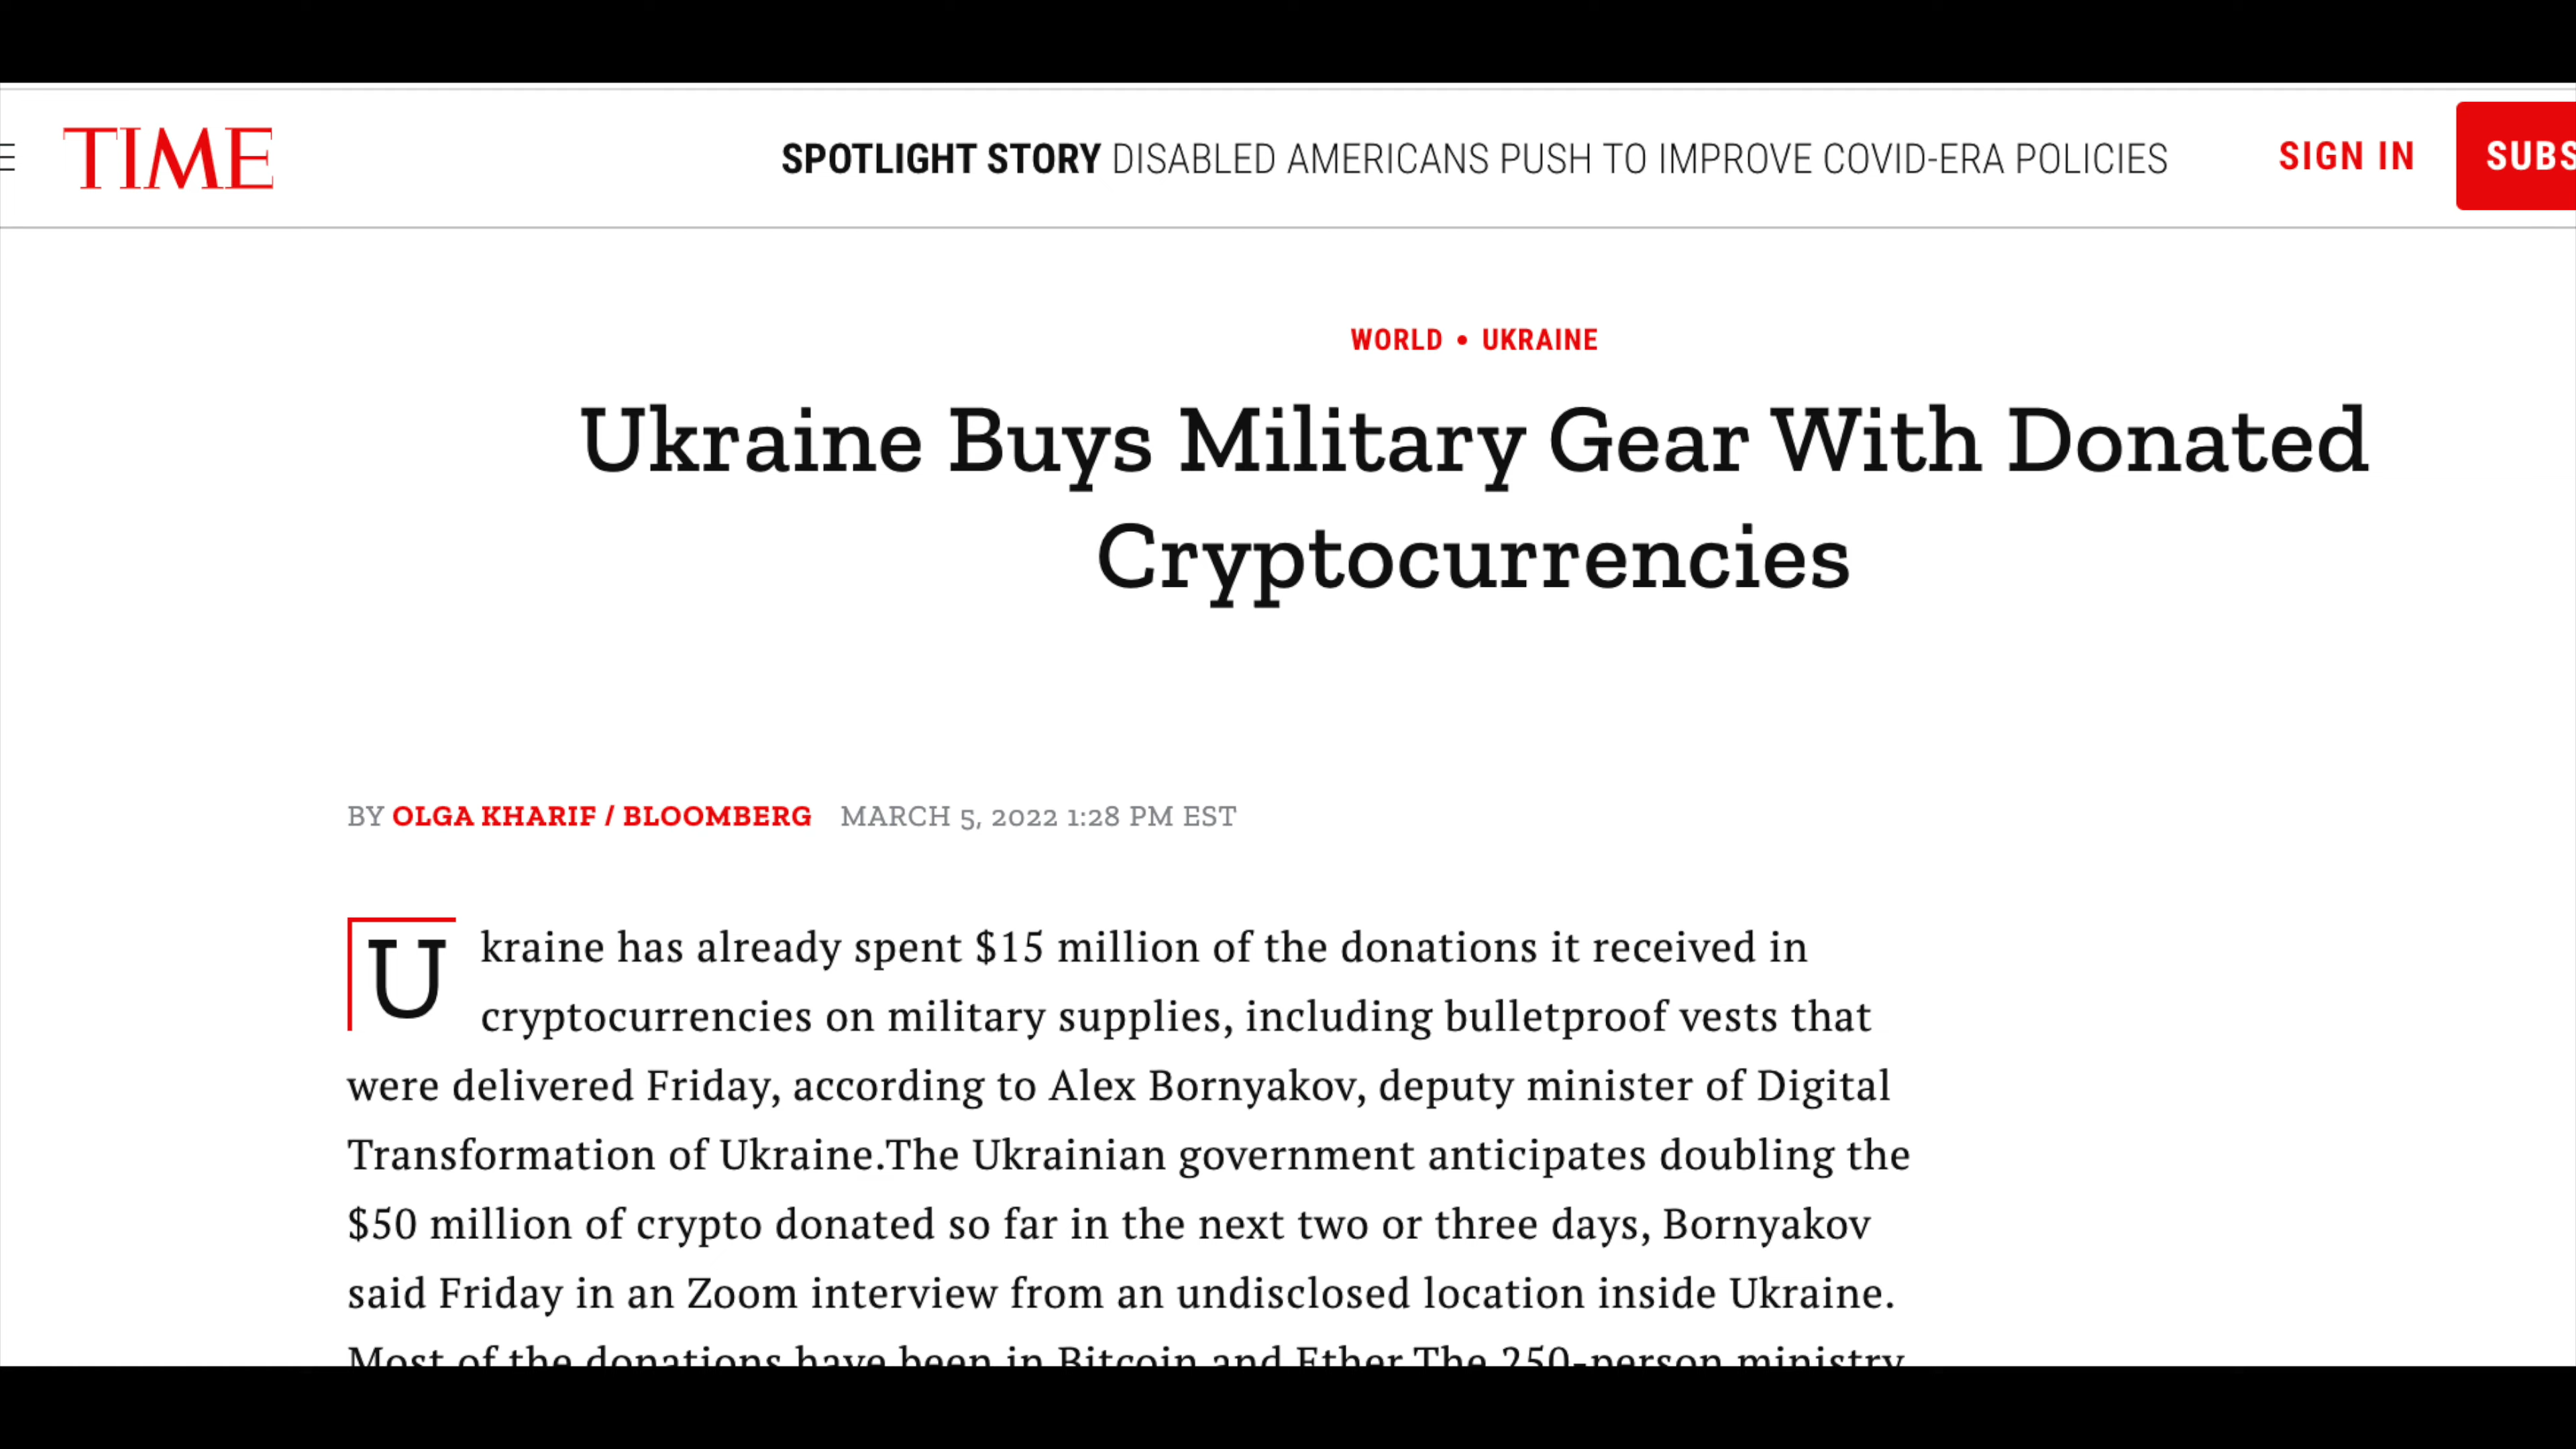 TIME
SPOTLIGHT STORY DISABLED AMERICANS PUSH TO IMPROVE COVID-ERA POLICIES
SIGN IN
SUBS
WORLD • UKRAINE
Ukraine Buys Military Gear With Donated
Cryptocurrencies
BY OLGA KHARIF / BLOOMBERG MARCH 5, 2022 1:28 PM EST
Ukraine has already spent $15 million of the donations it received in
cryptocurrencies on military supplies, including bulletproof vests that
were delivered Friday, according to Alex Bornyakov, deputy minister of Digital
Transformation of Ukraine.The Ukrainian government anticipates doubling the
$50 million of crypto donated so far in the next two or three days, Bornyakov
said Friday in an Zoom interview from an undisclosed location inside Ukraine.
Most of the donations have been in Bitcoin and Ether.The 250-person ministry